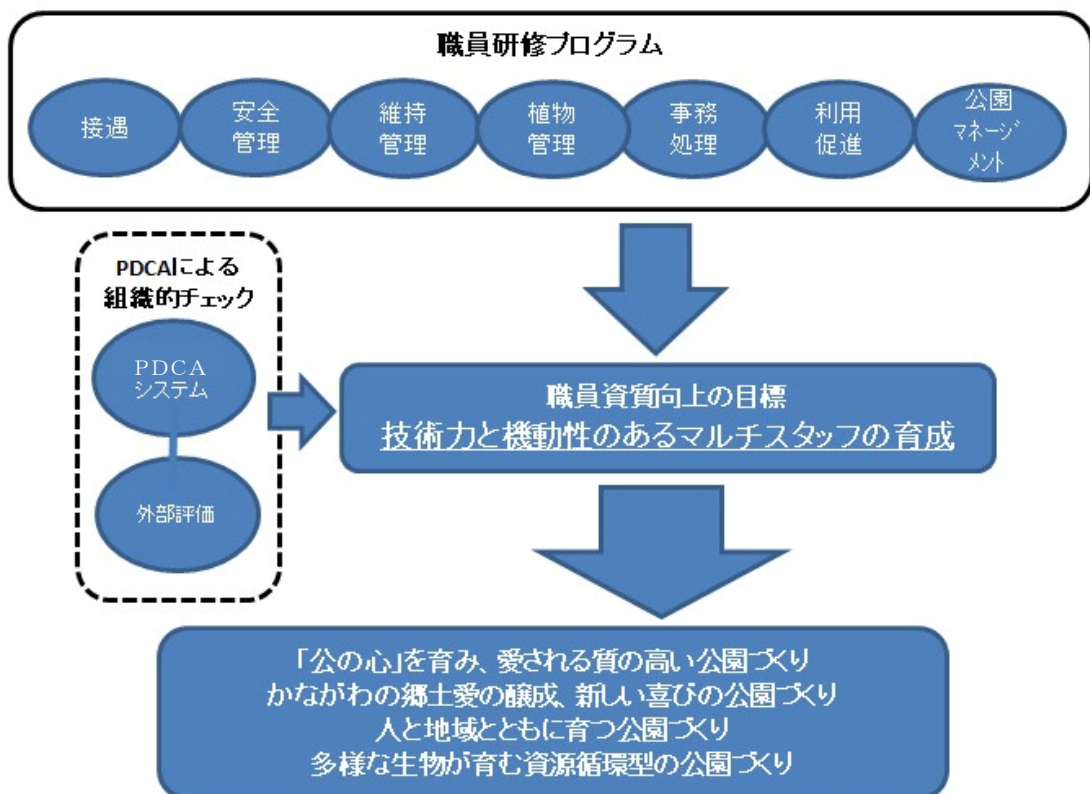 職員研修プログラム
接遇
安全
管理
維持
管理
植物
管理
事務
処理
利用
促進
公園
マネージ
メント
PDCAによる
組織的チェック
PDCA
システム
外部評価
職員資質向上の目標
技術力と機動性のあるマルチスタッフの育成
「公の心」を育み、愛される質の高い公園づくり
かながわの郷土愛の醸成、新しい喜びの公園づくり
人と地域とともに育つ公園づくり
多様な生物が育む資源循環型の公園づくり